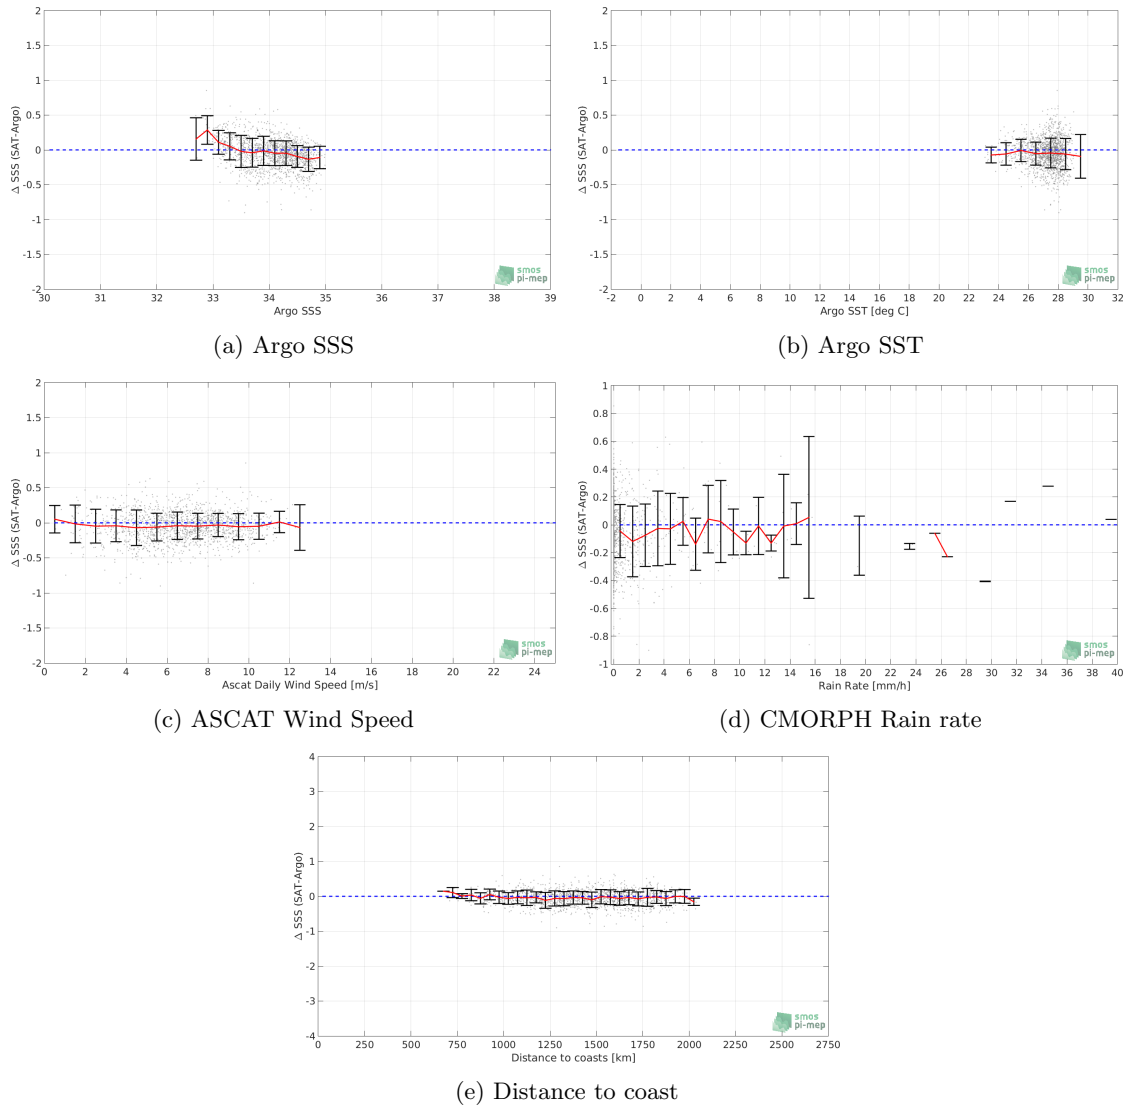 2
1.5
1
0.5
0
-0.5
-1
-1.5
-2
Δ SSS (SAT-Argo)
30 31 32 33 34 35 36 37 38 39
Argo SSS
smos
pi-mep
(a) Argo SSS
2
1.5
1
0.5
0
-0.5
-1
-1.5
-2
Δ SSS (SAT-Argo)
-2 0 2 4 6 8 10 12 14 16 18 20 22 24 26 28 30 32
Argo SST [deg C]
smos
pi-mep
(b) Argo SST
2
1.5
1
0.5
0
-0.5
-1
-1.5
-2
Δ SSS (SAT-Argo)
0 2 4 6 8 10 12 14 16 18 20 22 24
Ascat Daily Wind Speed [m/s]
smos
pi-mep
(c) ASCAT Wind Speed
1
0.8
0.6
0.4
0.2
0
-0.2
-0.4
-0.6
-0.8
-1
Δ SSS (SAT-Argo)
0 2 4 6 8 10 12 14 16 18 20 22 24 26 28 30 32 34 36 38 40
Rain Rate [mm/h]
smos
pi-mep
(d) CMORPH Rain rate
4
3
2
1
0
-1
-2
-3
-4
Δ SSS (SAT-Argo)
0 250 500 750 1000 1250 1500 1750 2000 2250 2500 2750
Distance to coasts [km]
smos
pi-mep
(e) Distance to coast